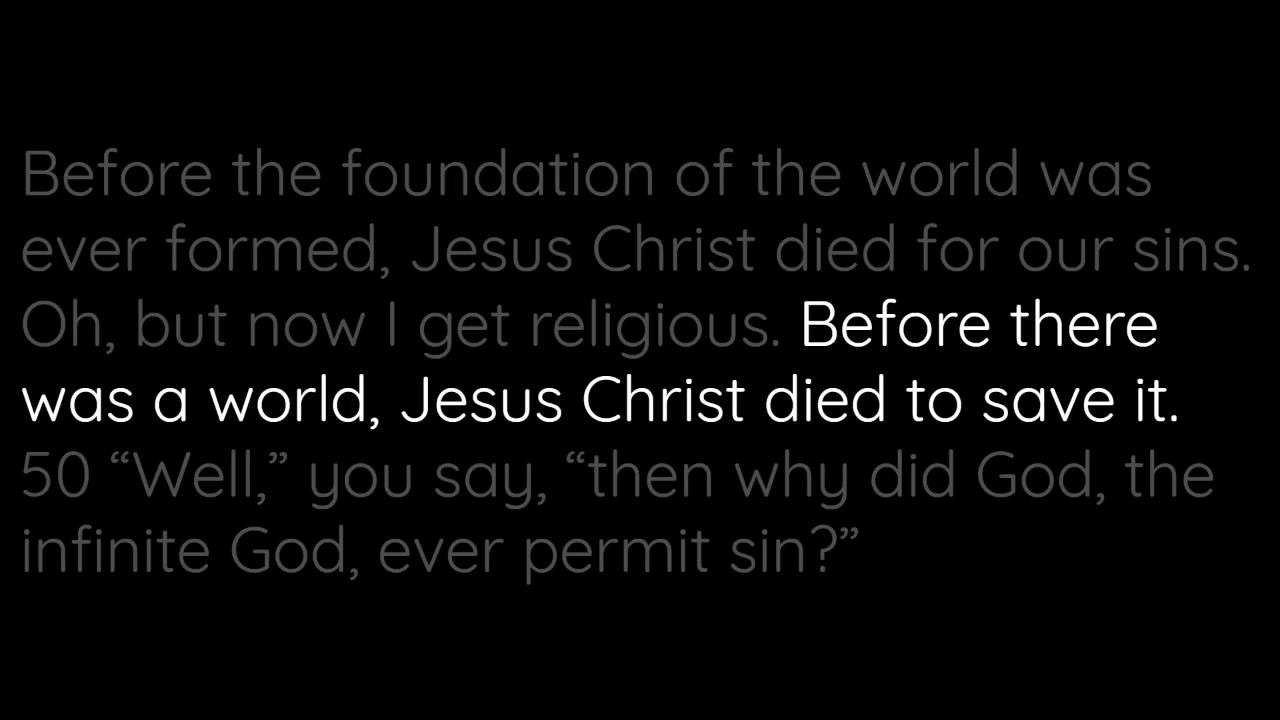 Before the foundation of the world was
ever formed, Jesus Christ died for our sins.
Oh, but now I get religious. Before there
was a world, Jesus Christ died to save it.
50 “Well,” you say, “then why did God, the
infinite God, ever permit sin?”